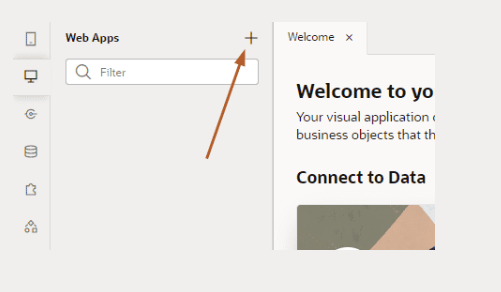 Web Apps
Filter
Welcome ×
Welcome to yo
Your visual application
business objects that th
Connect to Data